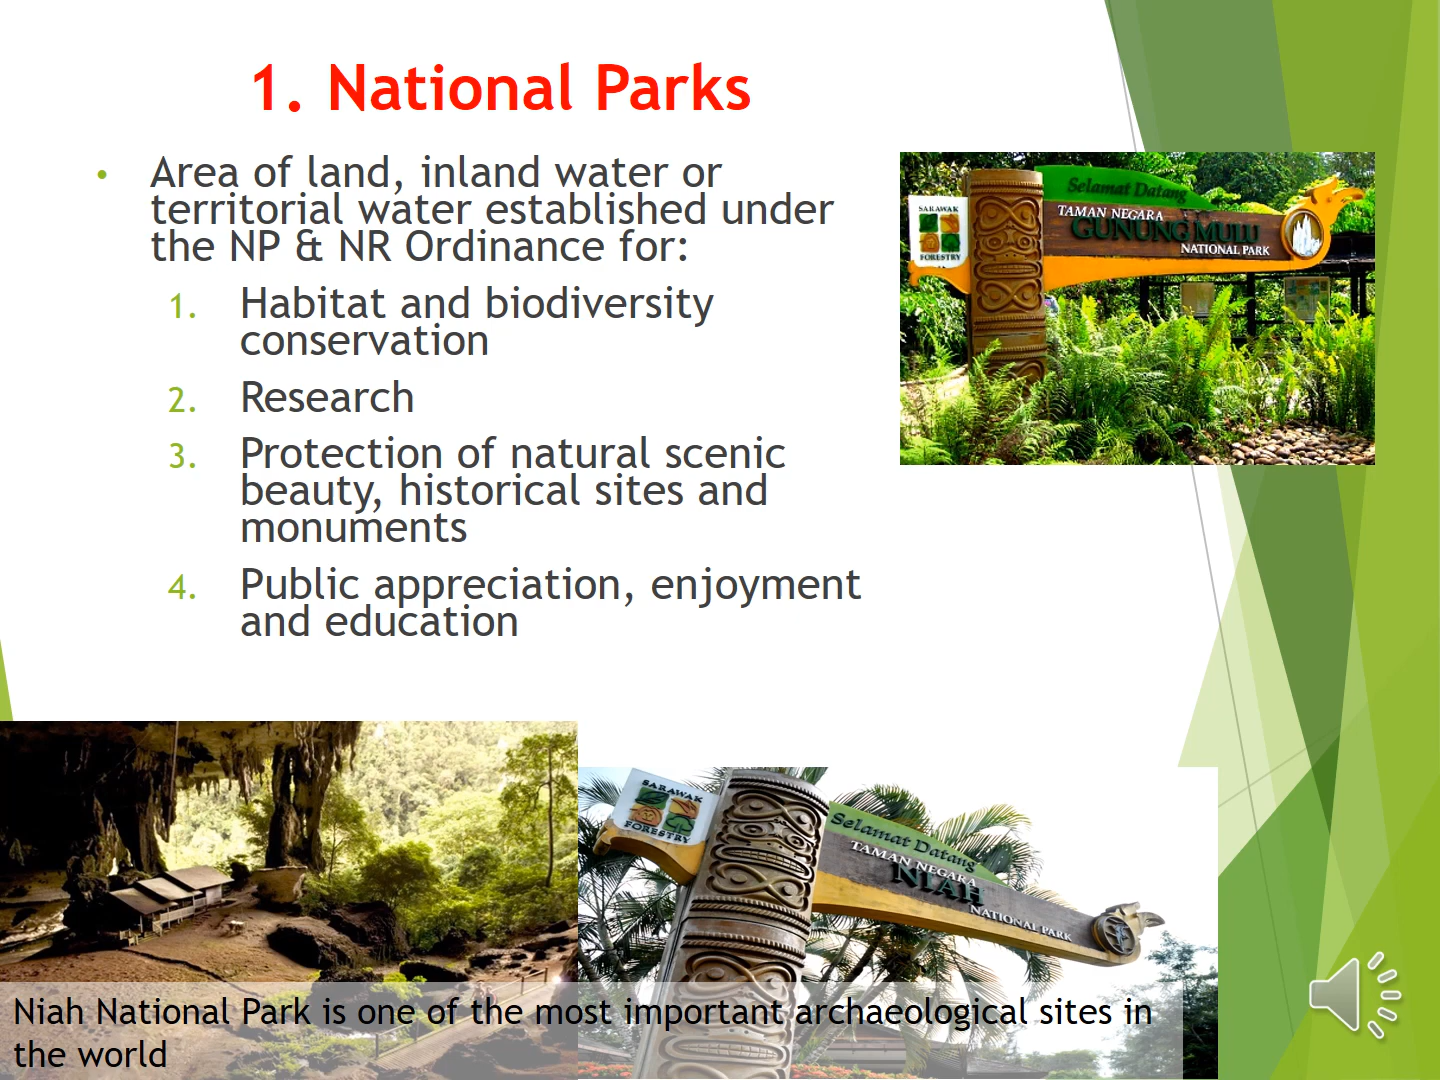 1. National Parks
• Area of land, inland water or
territorial water established under
the NP & NR Ordinance for:
1. Habitat and biodiversity
conservation
2. Research
3. Protection of natural scenic
beauty, historical sites and
monuments
4. Public appreciation, enjoyment
and education
Selamat Datang
SARAWAK
FORESTRY
TAMAN NEGARA
GUNUNG MULU
NATIONAL PARK
SARAWAK
FORESTRY
Selamat Datang
TAMAN NEGARA
NIAH
NATIONAL PARK
Niah National Park is one of the most important archaeological sites in
the world